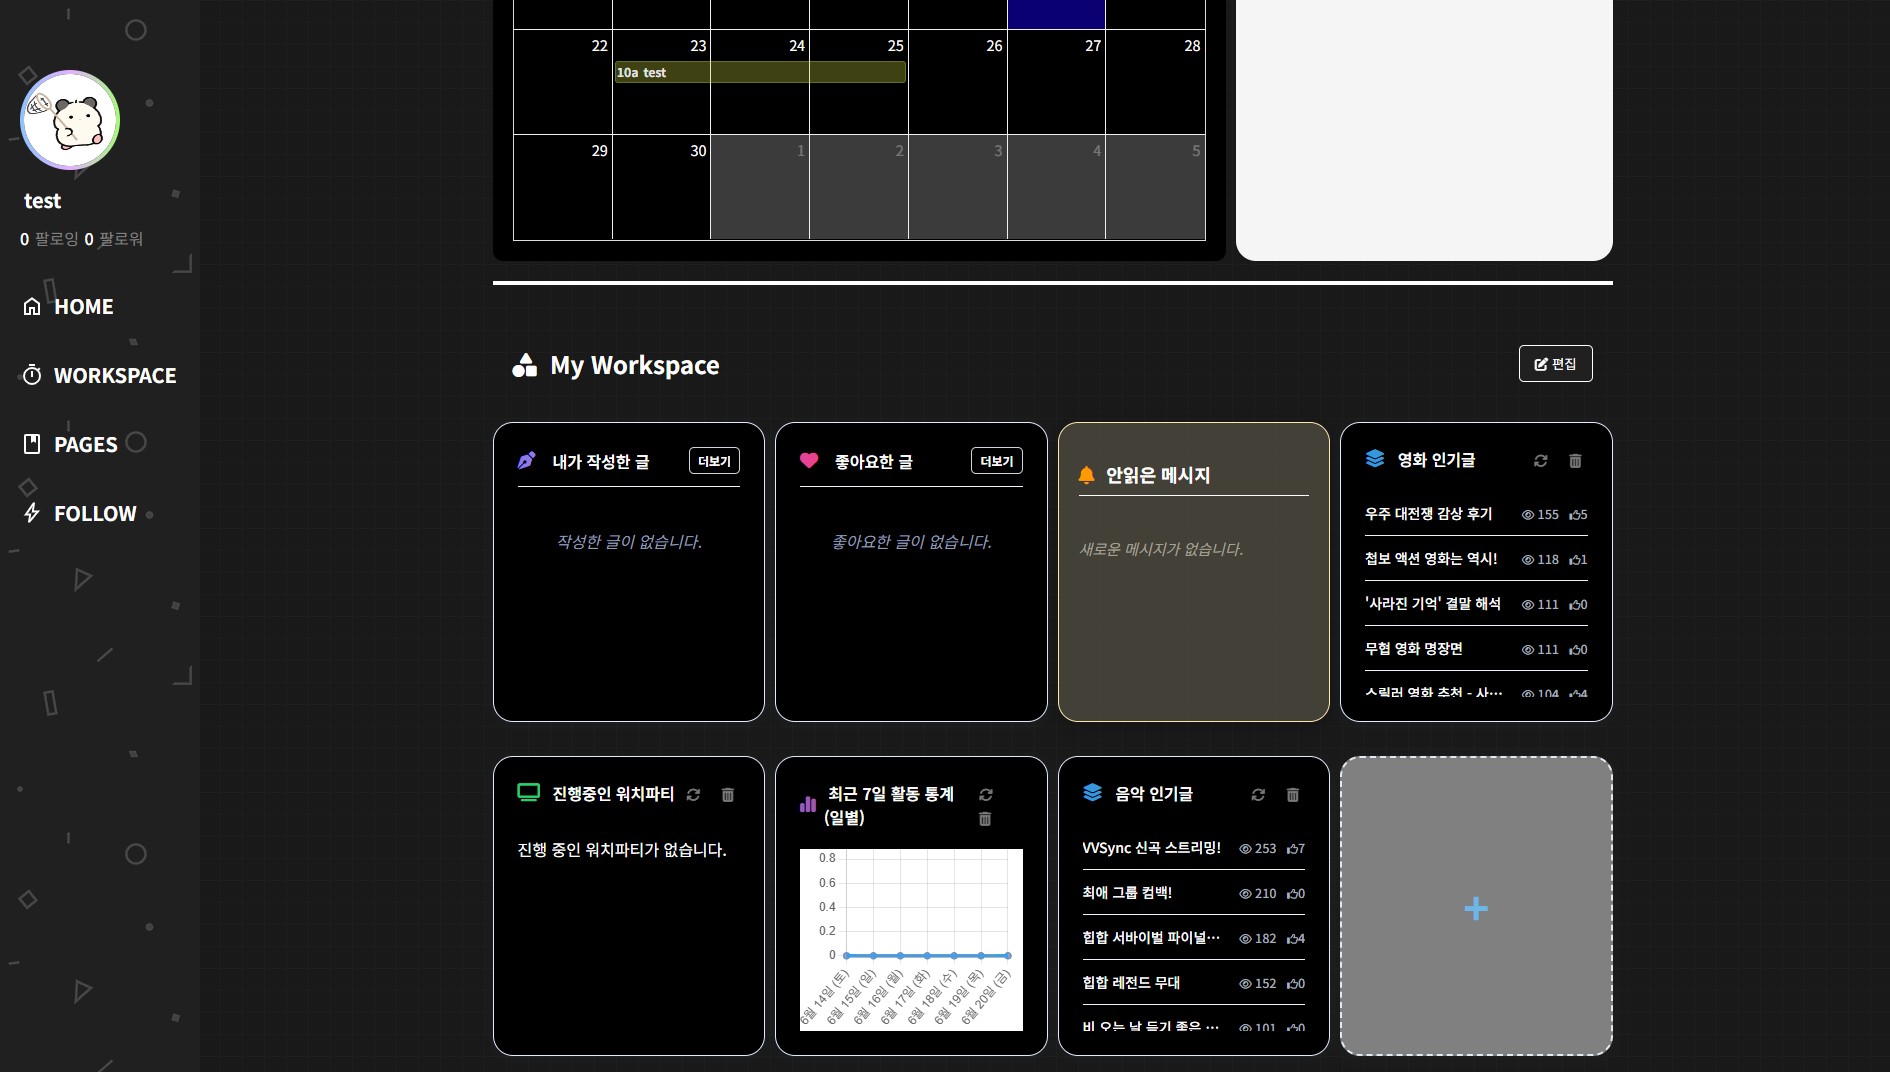 test
0 팔로잉 0 팔로워
HOME
WORKSPACE
PAGES
FOLLOW
22 23 24 25 26 27 28
10a test
29 30 1 2 3 4 5
My Workspace
편집
내가 작성한 글 더보기
작성한 글이 없습니다.
좋아요한 글 더보기
좋아요한 글이 없습니다.
안읽은 메시지
새로운 메시지가 없습니다.
영화 인기글
우주 대전쟁 감상 후기 155 5
첩보 액션 영화는 역시! 118 1
'사라진 기억' 결말 해석 111 0
무협 영화 명장면 111 0
스릴러 영화 추천 - 사… 104 4
진행중인 워치파티
진행 중인 워치파티가 없습니다.
최근 7일 활동 통계
(일별)
0.8
0.6
0.4
0.2
0
6월 14일 (토)
6월 15일 (일)
6월 16일 (월)
6월 17일 (화)
6월 18일 (수)
6월 19일 (목)
6월 20일 (금)
음악 인기글
VVSync 신곡 스트리밍! 253 7
최애 그룹 컴백! 210 0
힙합 서바이벌 파이널… 182 4
힙합 레전드 무대 152 0
비 오는 날 듣기 좋은 … 101 0
+